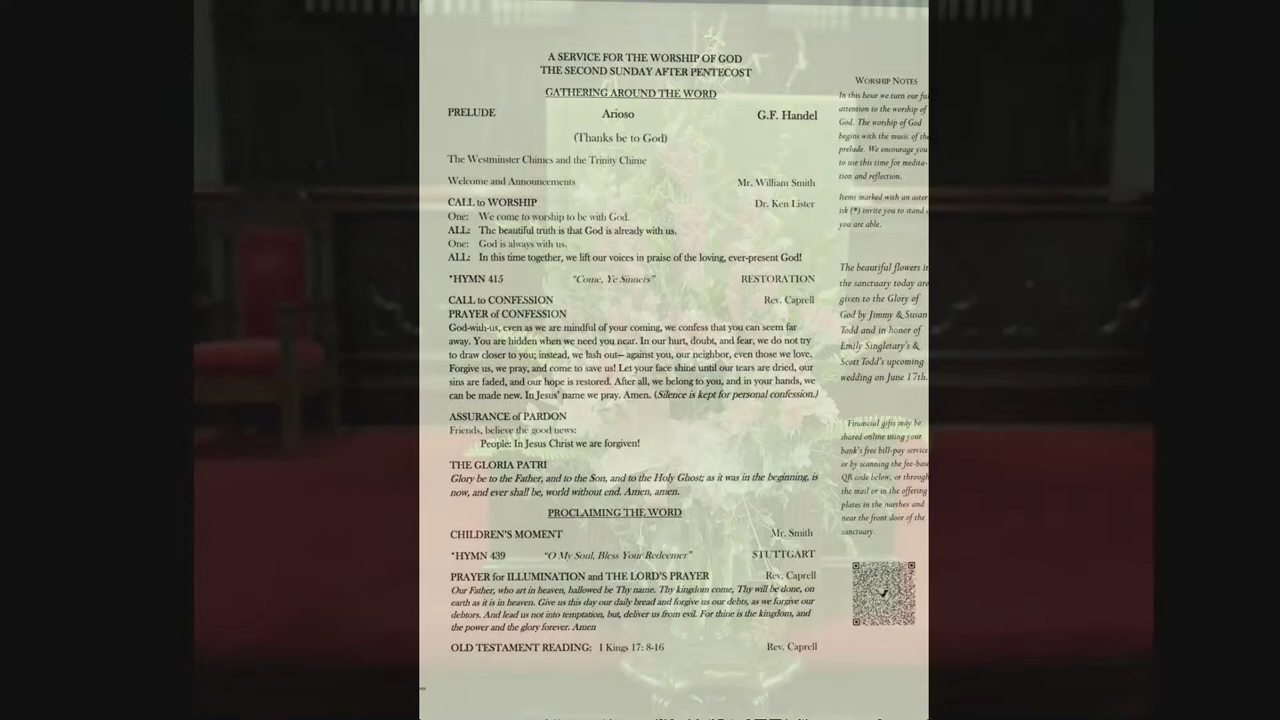 A SERVICE FOR THE WORSHIP OF GOD
THE SECOND SUNDAY AFTER PENTECOST
GATHERING AROUND THE WORD
PRELUDE Arioso G.F. Handel
(Thanks be to God)
The Westminster Chimes and the Trinity Chime
Welcome and Announcements Mr. William Smith
CALL to WORSHIP Dr. Ken Lister
One: We come to worship to be with God.
ALL: The beautiful truth is that God is already with us.
One: God is always with us.
ALL: In this time together, we lift our voices in praise of the loving, ever-present God!
*HYMN 415 “Come, Ye Sinners” RESTORATION
CALL to CONFESSION Rev. Caprell
PRAYER of CONFESSION
God-with-us, even as we are mindful of your coming, we confess that you can seem far
away. You are hidden when we need you near. In our hurt, doubt, and fear, we do not try
to draw closer to you; instead, we lash out—against you, our neighbor, even those we love.
Forgive us, we pray, and come to save us! Let your face shine until our tears are dried, our
sins are faded, and our hope is restored. After all, we belong to you, and in your hands, we
can be made new. In Jesus’ name we pray. Amen. (Silence is kept for personal confession.)
ASSURANCE of PARDON
Friends, believe the good news:
People: In Jesus Christ we are forgiven!
THE GLORIA PATRI
Glory be to the Father, and to the Son, and to the Holy Ghost; as it was in the beginning, is
now, and ever shall be, world without end. Amen, amen.
PROCLAIMING THE WORD
CHILDREN’S MOMENT Mr. Smith
*HYMN 439 “O My Soul, Bless Your Redeemer” STUTTGART
PRAYER for ILLUMINATION and THE LORD’S PRAYER Rev. Caprell
Our Father, who art in heaven, hallowed be Thy name. Thy kingdom come, Thy will be done, on
earth as it is in heaven. Give us this day our daily bread and forgive us our debts, as we forgive our
debtors. And lead us not into temptation, but, deliver us from evil. For thine is the kingdom, and
the power and the glory forever. Amen
OLD TESTAMENT READING: I Kings 17: 8-16 Rev. Caprell
WORSHIP NOTES
In this hour we turn our
attention to the worship of
God. The worship of God
begins with the music of the
prelude. We encourage you
to use this time for medita-
tion and reflection.
Items marked with an aster
isk (*) invite you to stand
you are able.
The beautiful flowers in
the sanctuary today are
given to the Glory of
God by Jimmy & Susan
Todd and in honor of
Emily Singletary's &
Scott Todd's upcoming
wedding on June 17th.
Financial gifts may be
shared online using your
bank's free bill-pay service
or by scanning the fee-base
QR code below, or through
the mail or in the offering
plates in the narthex and
near the front door of the
sanctuary.